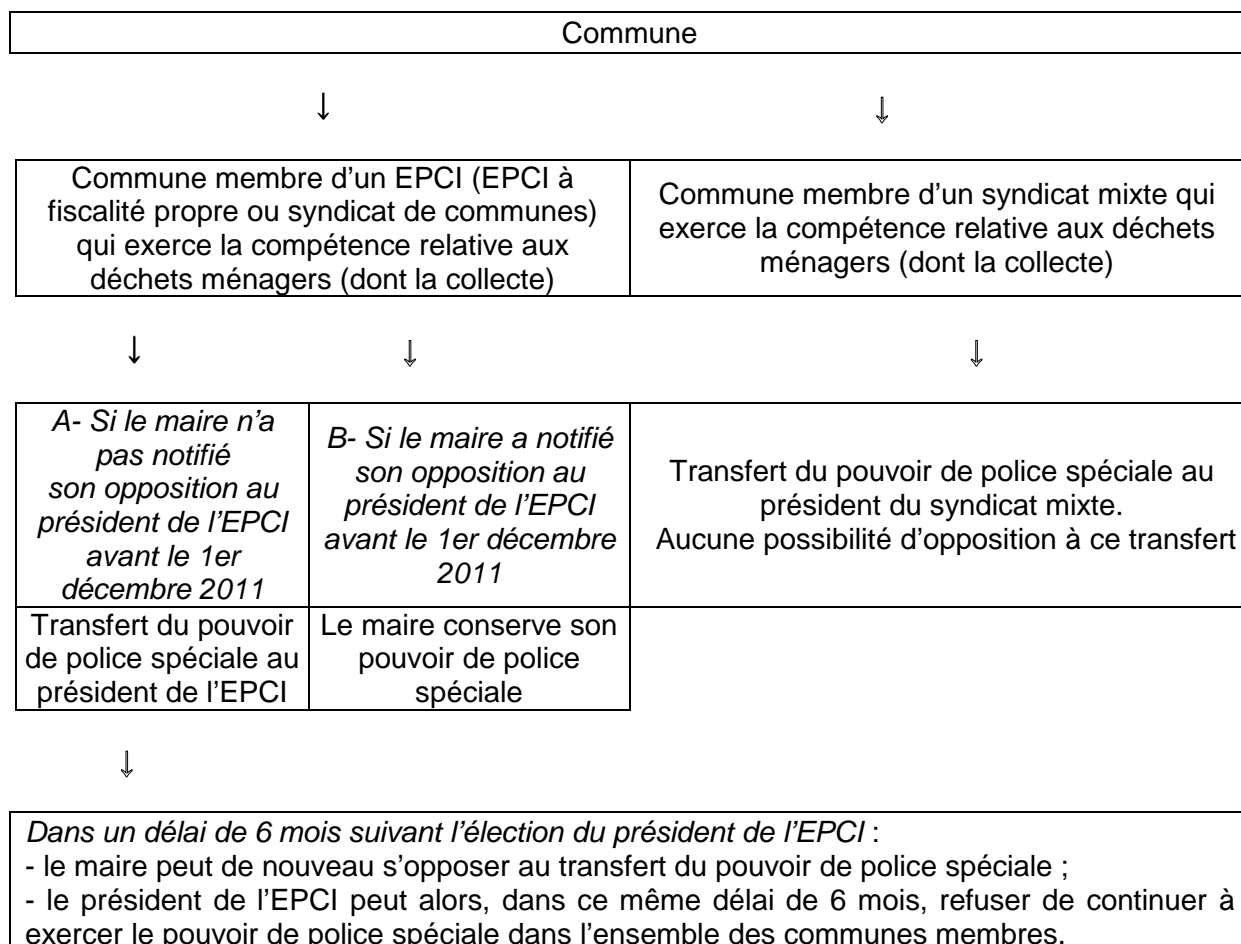 Commune
↓ ⇓
Commune membre d'un EPCI (EPCI à
fiscalité propre ou syndicat de communes)
qui exerce la compétence relative aux
déchets ménagers (dont la collecte)
Commune membre d'un syndicat mixte qui
exerce la compétence relative aux déchets
ménagers (dont la collecte)
↓ ⇓ ⇓
A- Si le maire n'a
pas notifié
son opposition au
président de l'EPCI
avant le 1er
décembre 2011
B- Si le maire a notifié
son opposition au
président de l'EPCI
avant le 1er décembre
2011
Transfert du pouvoir de police spéciale au
président du syndicat mixte.
Aucune possibilité d'opposition à ce transfert
Transfert du pouvoir
de police spéciale au
président de l'EPCI
Le maire conserve son
pouvoir de police
spéciale
⇓
Dans un délai de 6 mois suivant l'élection du président de l'EPCI :
- le maire peut de nouveau s'opposer au transfert du pouvoir de police spéciale ;
- le président de l'EPCI peut alors, dans ce même délai de 6 mois, refuser de continuer à
exercer le pouvoir de police spéciale dans l'ensemble des communes membres.